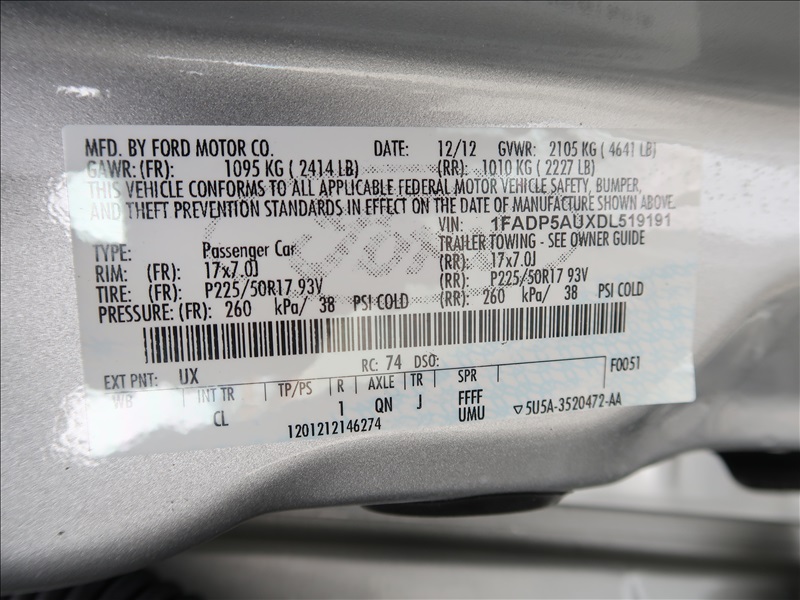 MFD. BY FORD MOTOR CO. DATE: 12/12 GVWR: 2105 KG ( 4641 LB)
GAWR: (FR): 1095 KG ( 2414 LB) (RR): 1010 KG ( 2227 LB)
THIS VEHICLE CONFORMS TO ALL APPLICABLE FEDERAL MOTOR VEHICLE SAFETY, BUMPER,
AND THEFT PREVENTION STANDARDS IN EFFECT ON THE DATE OF MANUFACTURE SHOWN ABOVE.
VIN: 1FADP5AUXDL519191
TYPE: Passenger Car TRAILER TOWING - SEE OWNER GUIDE
RIM: (FR): 17x7.0J (RR): 17x7.0J
TIRE: (FR): P225/50R17 93V (RR): P225/50R17 93V
PRESSURE: (FR): 260 kPa/ 38 PSI COLD (RR): 260 kPa/ 38 PSI COLD
RC: 74 DSO: F0051
EXT PNT: UX
WB INT TR TP/PS R AXLE TR SPR
CL 1 QN J FFFF
UMU
1201212146274 ▽5U5A-3520472-AA